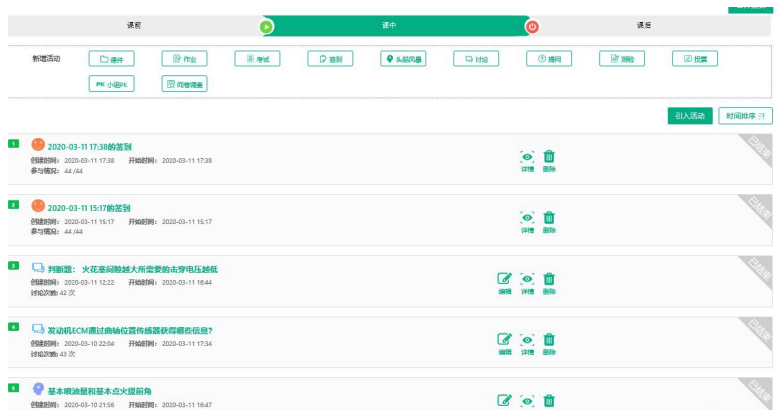 课前
课中
课后
新增活动
课件
作业
考试
签到
头脑风暴
讨论
提问
测验
投票
PK 小组PK
问卷调查
引入活动
时间排序
1
2020-03-11 17:38的签到
创建时间: 2020-03-11 17:38 开始时间: 2020-03-11 17:38
参与情况: 44 /44
详情 删除
已结束
2
2020-03-11 15:17的签到
创建时间: 2020-03-11 15:17 开始时间: 2020-03-11 15:17
参与情况: 44 /44
详情 删除
已结束
3
判断题: 火花塞间隙越大所需要的击穿电压越低
创建时间: 2020-03-11 12:22 开始时间: 2020-03-11 16:44
讨论次数: 42 次
编辑 详情 删除
已结束
4
发动机ECM通过曲轴位置传感器获得哪些信息?
创建时间: 2020-03-10 22:04 开始时间: 2020-03-11 17:34
讨论次数: 43 次
编辑 详情 删除
已结束
5
基本喷油量和基本点火提前角
创建时间: 2020-03-10 21:56 开始时间: 2020-03-11 16:47
已结束